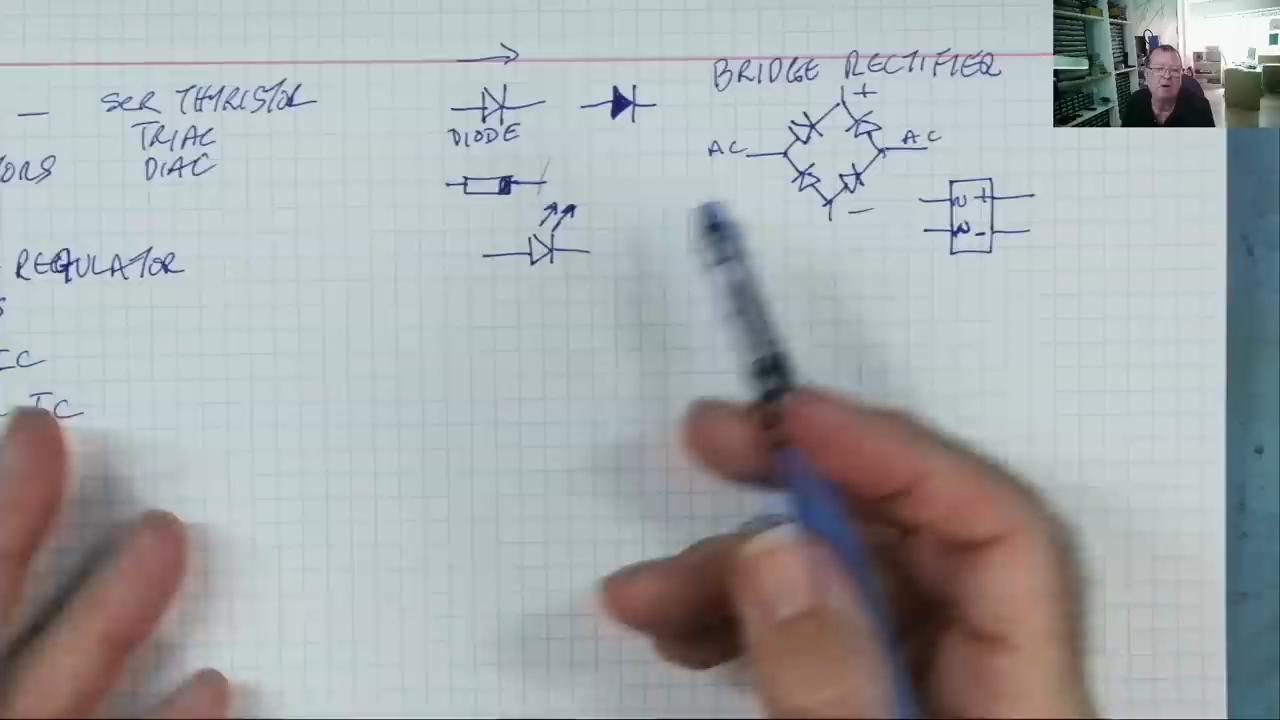 SCR THYRISTOR
TRIAC
ORS DIAC
REGULATOR
S
IC
IC
DIODE
BRIDGE RECTIFIER
+
AC AC
-
~ +
~ -